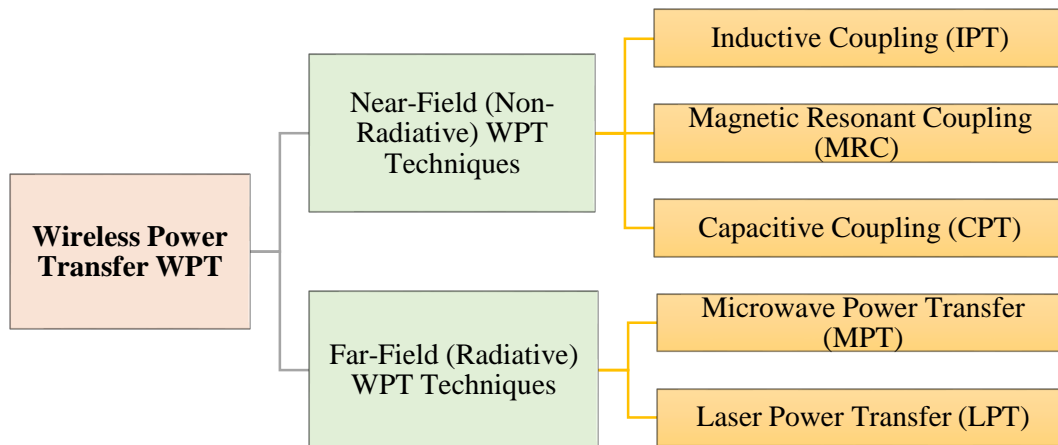 Wireless Power
Transfer WPT
Near-Field (Non-
Radiative) WPT
Techniques
Inductive Coupling (IPT)
Magnetic Resonant Coupling
(MRC)
Capacitive Coupling (CPT)
Far-Field (Radiative)
WPT Techniques
Microwave Power Transfer
(MPT)
Laser Power Transfer (LPT)